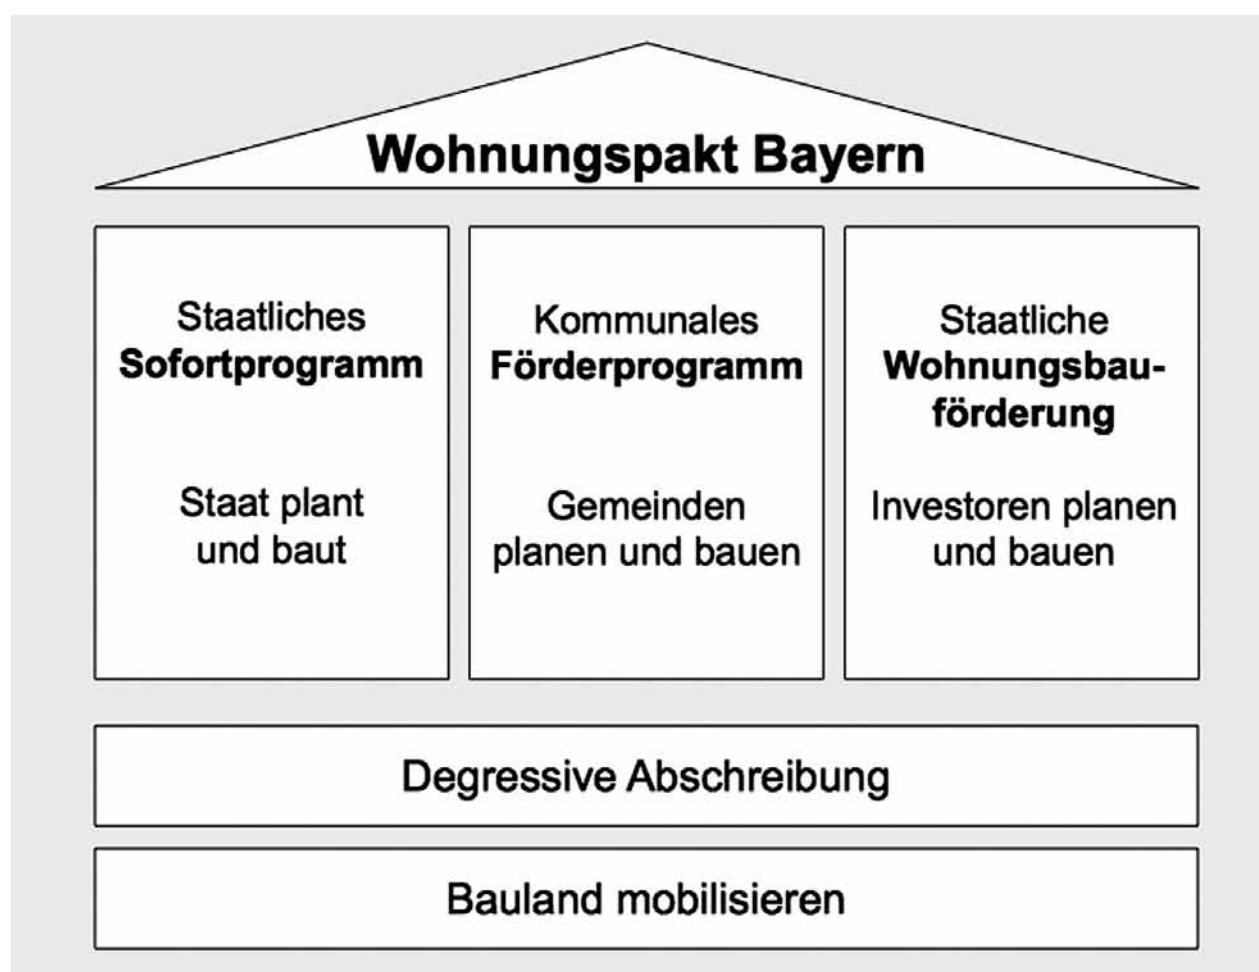 Wohnungspakt Bayern
Staatliches
Sofortprogramm
Staat plant
und baut
Kommunales
Förderprogramm
Gemeinden
planen und bauen
Staatliche
Wohnungsbau-
förderung
Investoren planen
und bauen
Degressive Abschreibung
Bauland mobilisieren